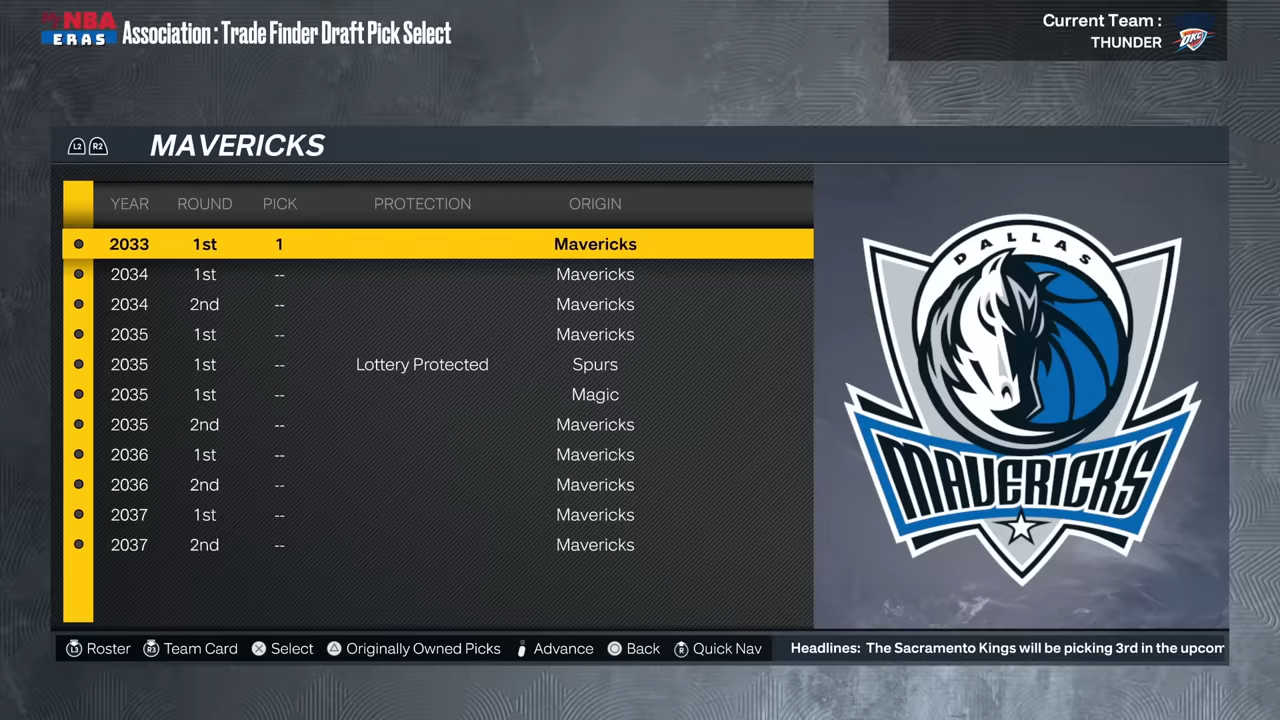 NBA
ERAS
Association : Trade Finder Draft Pick Select
Current Team :
THUNDER
OKC
L2 R2 MAVERICKS
YEAR ROUND PICK PROTECTION ORIGIN
2033 1st 1 Mavericks
2034 1st -- Mavericks
2034 2nd -- Mavericks
2035 1st -- Mavericks
2035 1st -- Lottery Protected Spurs
2035 1st -- Magic
2035 2nd -- Mavericks
2036 1st -- Mavericks
2036 2nd -- Mavericks
2037 1st -- Mavericks
2037 2nd -- Mavericks
DALLAS
MAVERICKS
Roster Team Card Select Originally Owned Picks Advance Back Quick Nav
Headlines: The Sacramento Kings will be picking 3rd in the upcom